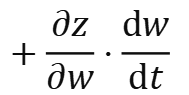 + ∂z/∂w · dw/dt